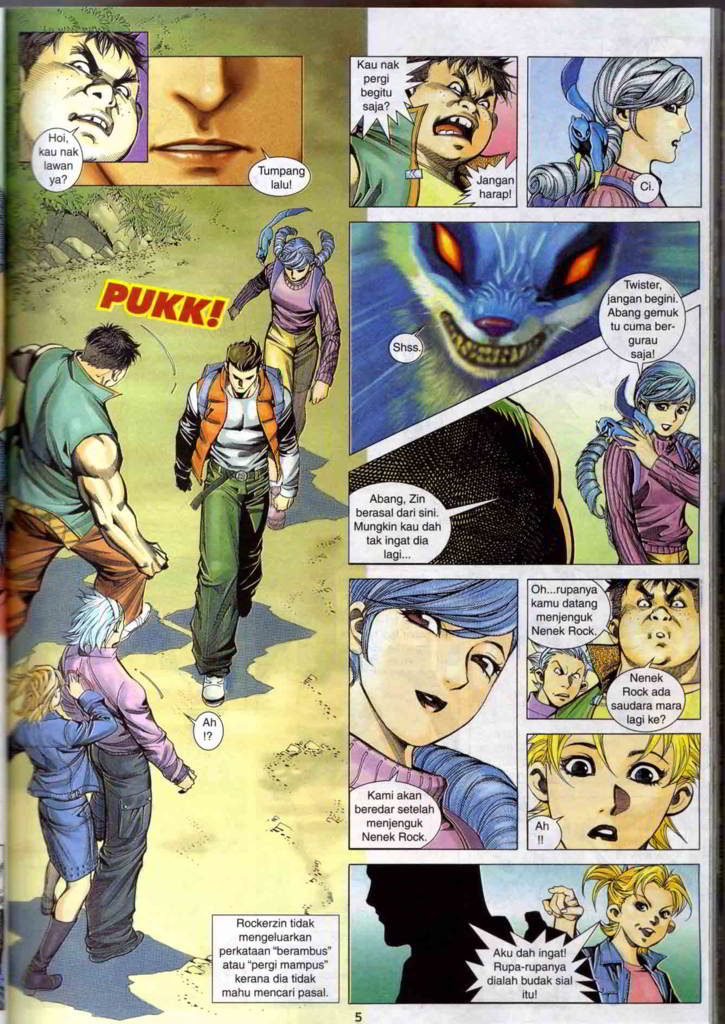 Hoi,
kau nak
lawan
ya?
Tumpang
lalu!
PUKK!
Ah
!?
Rockerzin tidak
mengeluarkan
perkataan "berambus"
atau "pergi mampus"
kerana dia tidak
mahu mencari pasal.
Kau nak
pergi
begitu
saja?
Jangan
harap!
Ci.
Shss.
Twister,
jangan begini.
Abang gemuk
tu cuma ber-
gurau
saja!
Abang, Zin
berasal dari sini.
Mungkin kau dah
tak ingat dia
lagi...
Kami akan
beredar setelah
menjenguk
Nenek Rock.
Oh...rupanya
kamu datang
menjenguk
Nenek Rock.
Nenek
Rock ada
saudara mara
lagi ke?
Ah
!!
Aku dah ingat!
Rupa-rupanya
dialah budak sial
itu!
5